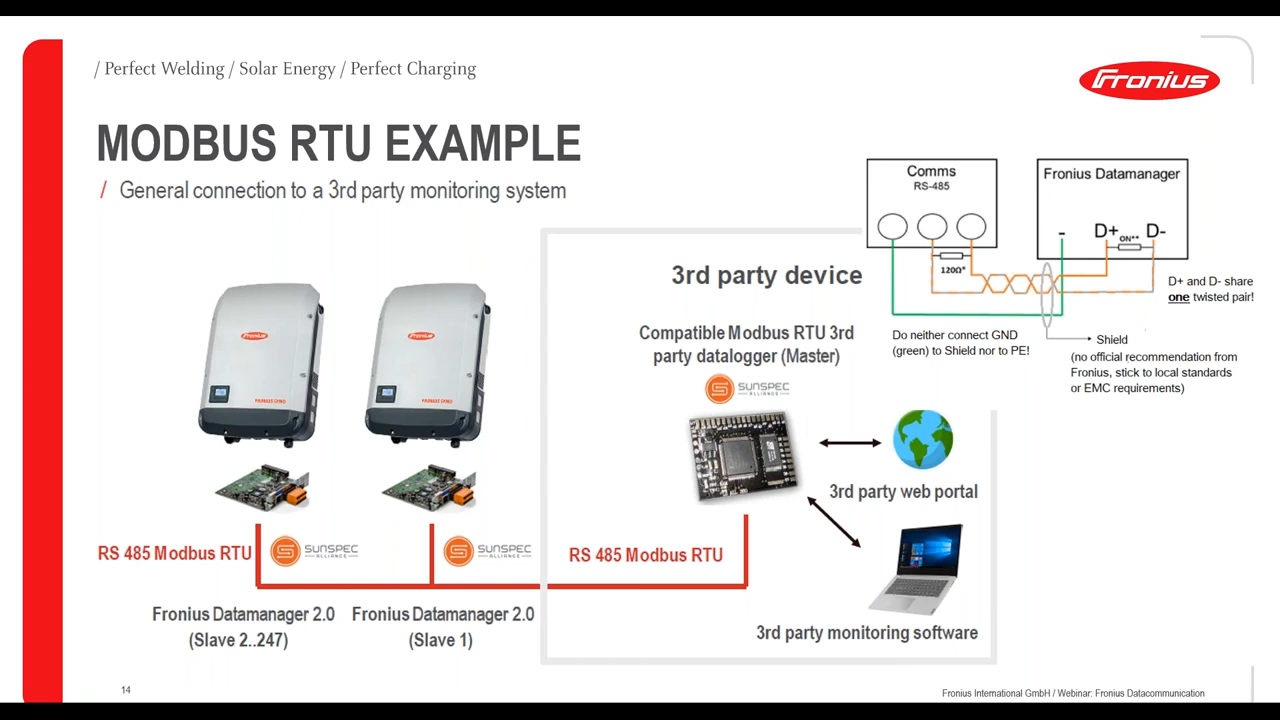 / Perfect Welding / Solar Energy / Perfect Charging
Fronius
MODBUS RTU EXAMPLE
/ General connection to a 3rd party monitoring system
Comms
RS-485
120Ω*
Fronius Datamanager
-
D+
ON**
D-
D+ and D- share
one twisted pair!
Do neither connect GND
(green) to Shield nor to PE!
Shield
(no official recommendation from
Fronius, stick to local standards
or EMC requirements)
3rd party device
Compatible Modbus RTU 3rd
party datalogger (Master)
SUNSPEC
ALLIANCE
3rd party web portal
3rd party monitoring software
Fronius
Fronius
RS 485 Modbus RTU
SUNSPEC
ALLIANCE
SUNSPEC
ALLIANCE
RS 485 Modbus RTU
Fronius Datamanager 2.0
(Slave 2..247)
Fronius Datamanager 2.0
(Slave 1)
14
Fronius International GmbH / Webinar: Fronius Datacommunication